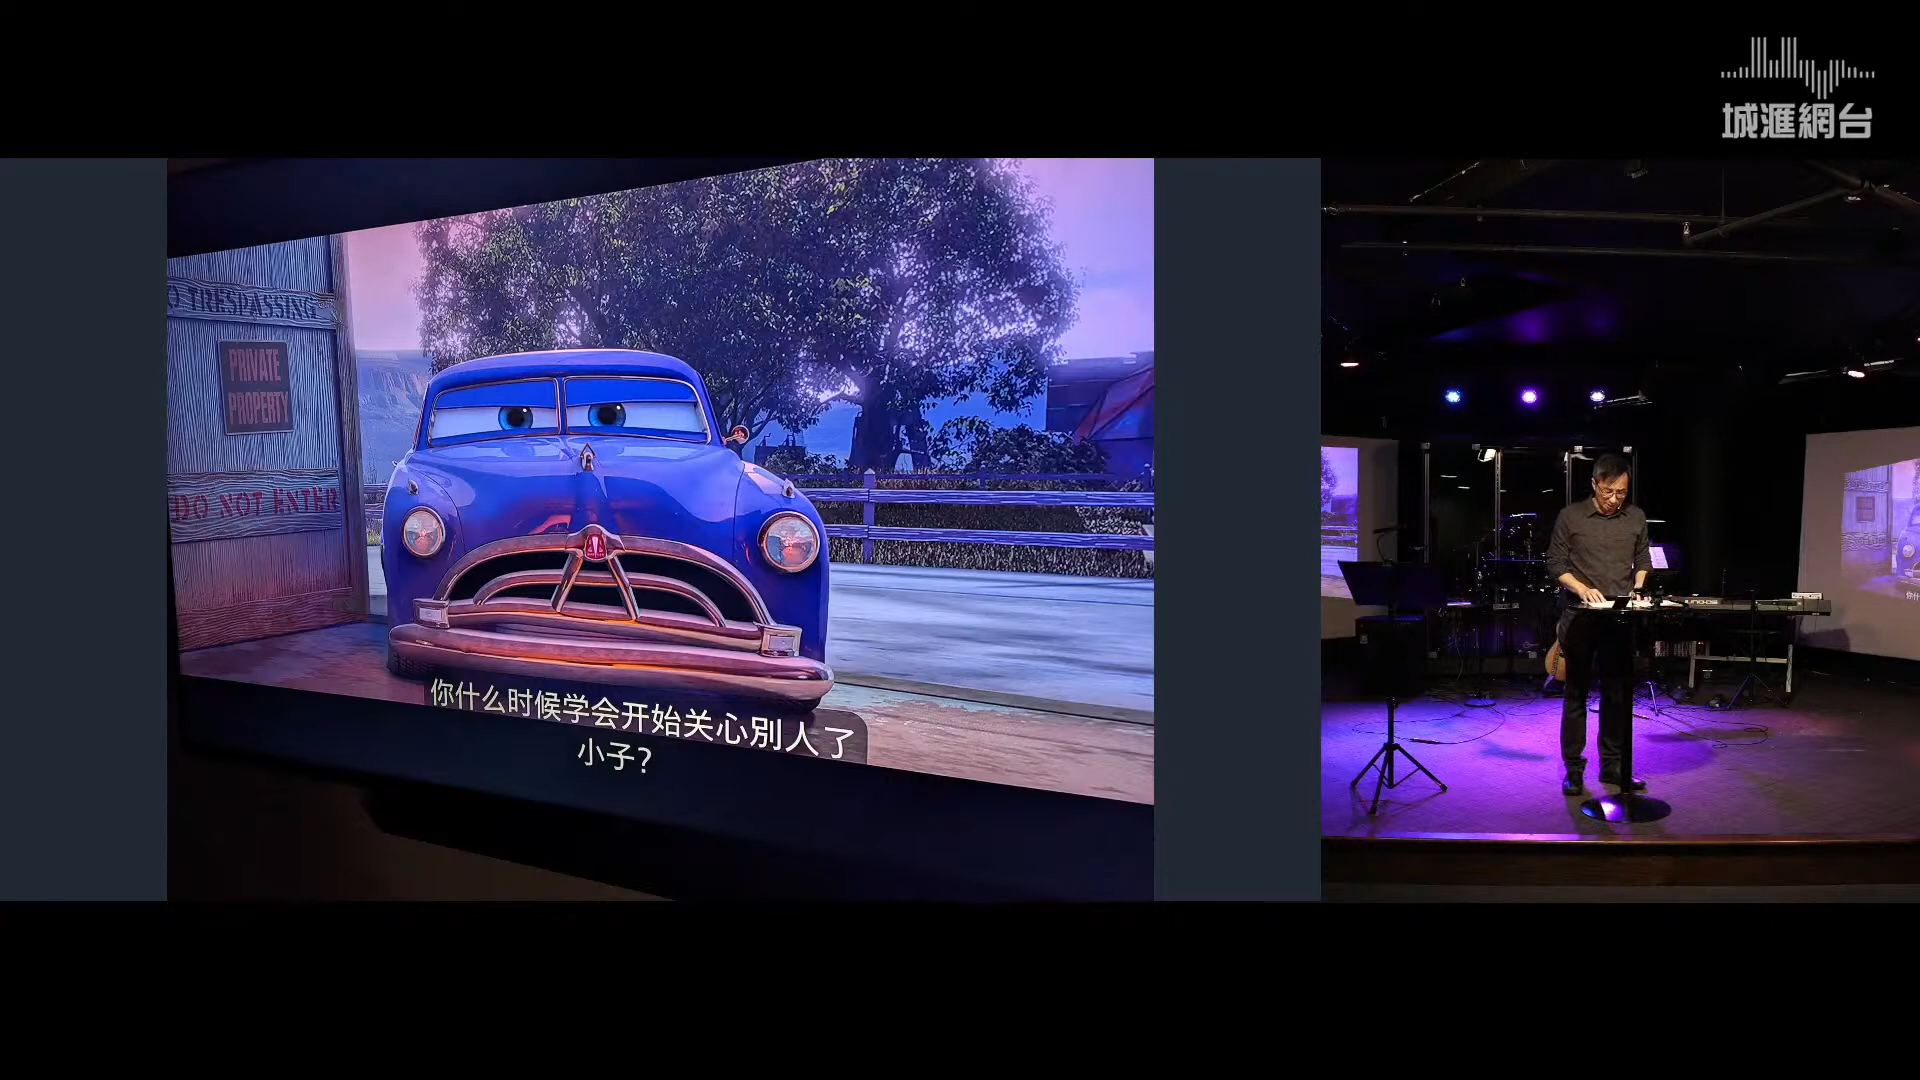 城滙網台
O TRESPASSING
PRIVATE
PROPERTY
DO NOT ENTER
你什么时候学会开始关心别人了
小子?